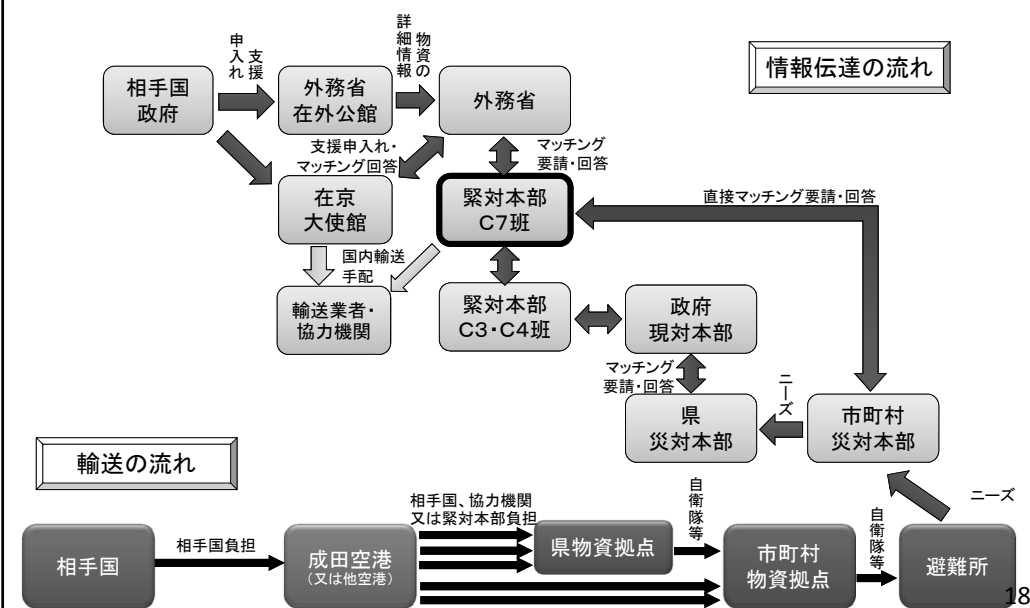 情報伝達の流れ
支援
申入れ
物資の
詳細情報
相手国
政府
外務省
在外公館
外務省
支援申入れ・
マッチング回答
マッチング
要請・回答
在京
大使館
緊対本部
C7班
直接マッチング要請・回答
国内輸送
手配
輸送業者・
協力機関
緊対本部
C3・C4班
政府
現対本部
マッチング
要請・回答
ニーズ
県
災対本部
市町村
災対本部
輸送の流れ
ニーズ
相手国
相手国負担
成田空港
(又は他空港)
相手国、協力機関
又は緊対本部負担
県物資拠点
自衛隊等
市町村
物資拠点
自衛隊等
避難所
18